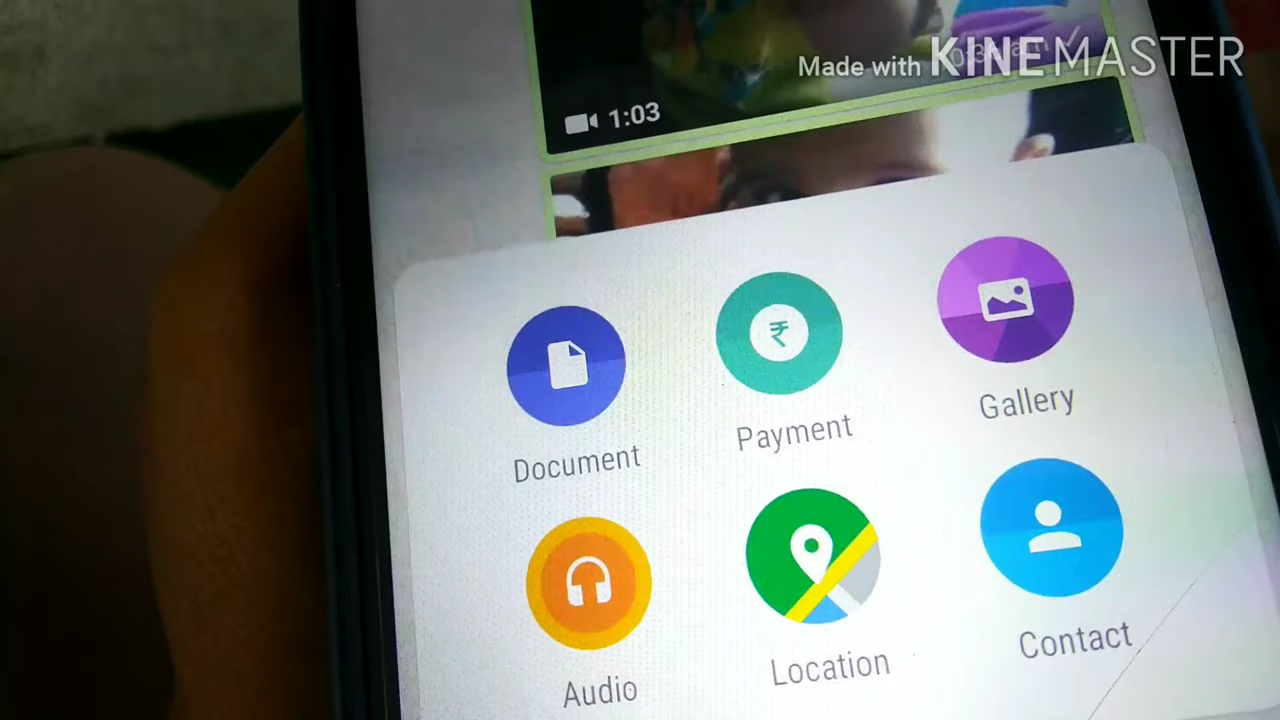 Made with KINEMASTER
1:03
₹
Document
Payment
Gallery
Audio
Location
Contact